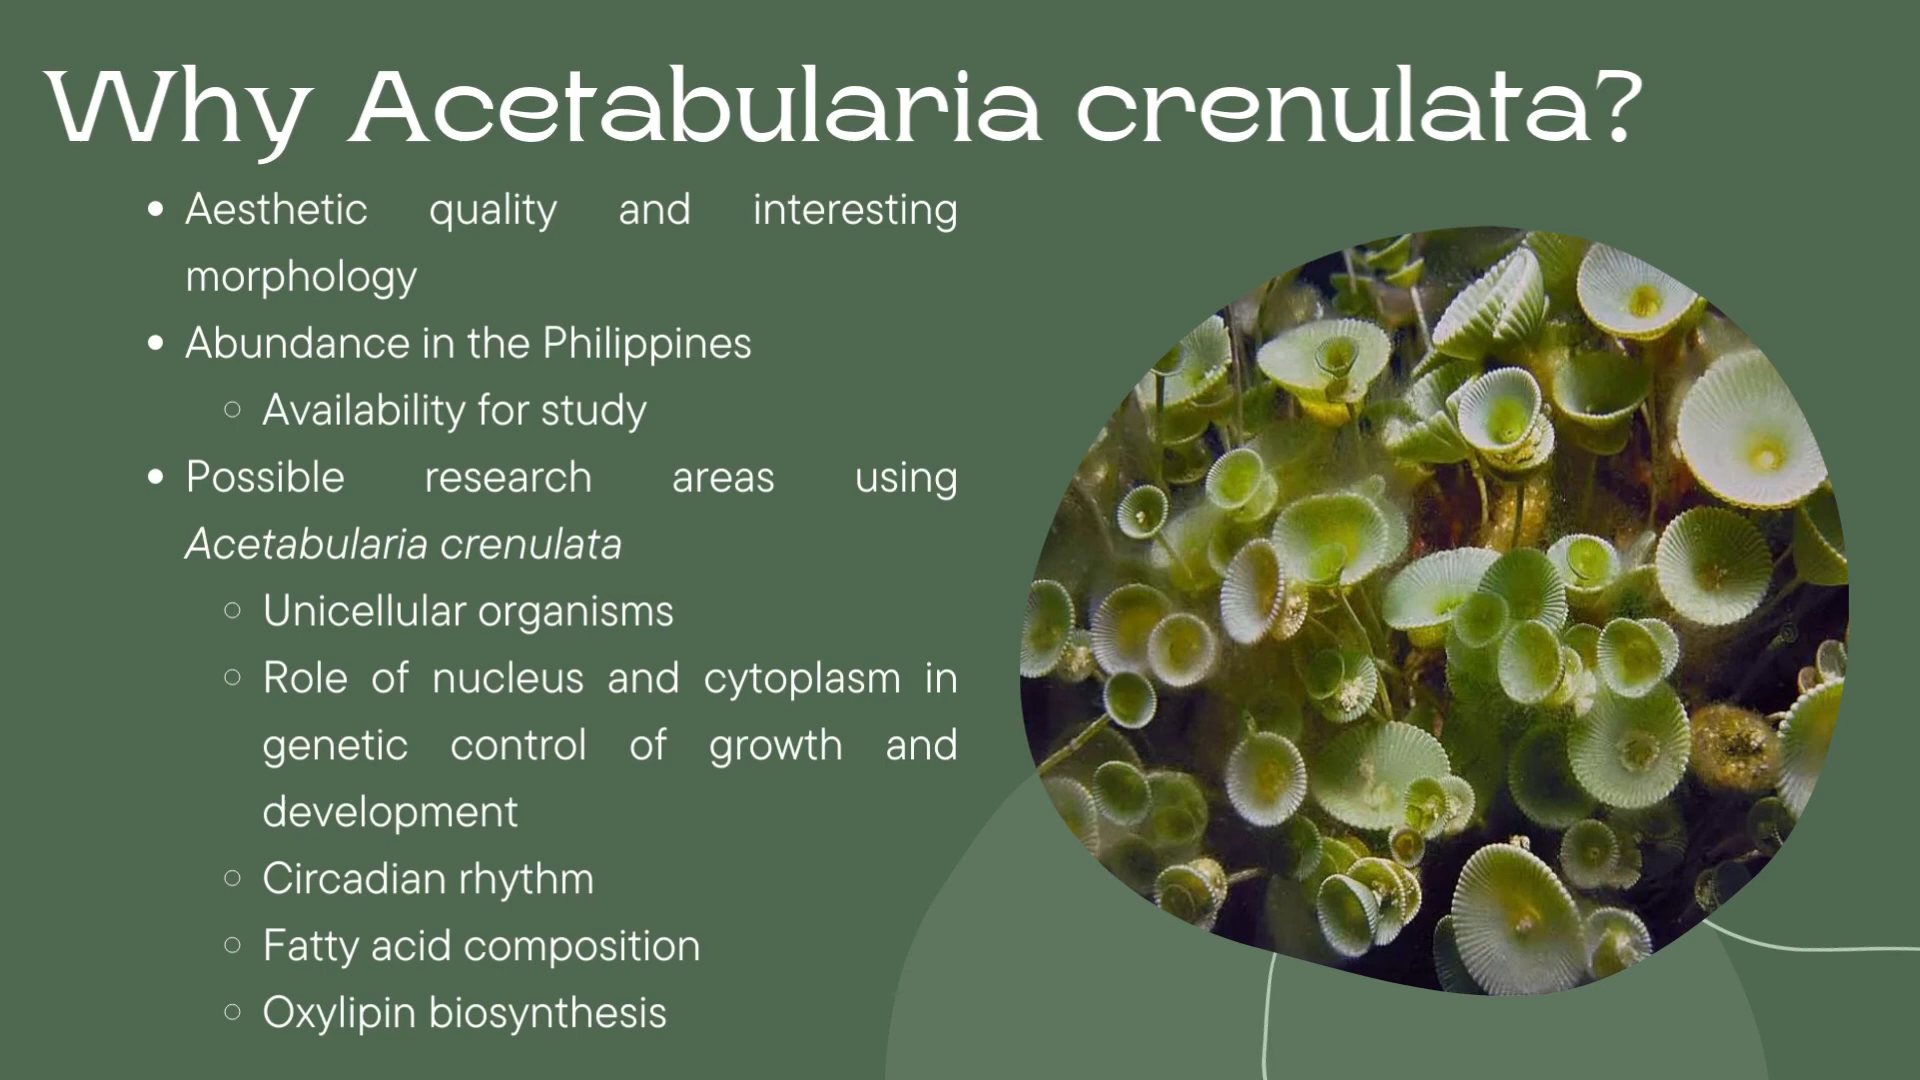 Why Acetabularia crenulata?
• Aesthetic quality and interesting
morphology
• Abundance in the Philippines
○ Availability for study
• Possible research areas using
Acetabularia crenulata
○ Unicellular organisms
○ Role of nucleus and cytoplasm in
genetic control of growth and
development
○ Circadian rhythm
○ Fatty acid composition
○ Oxylipin biosynthesis